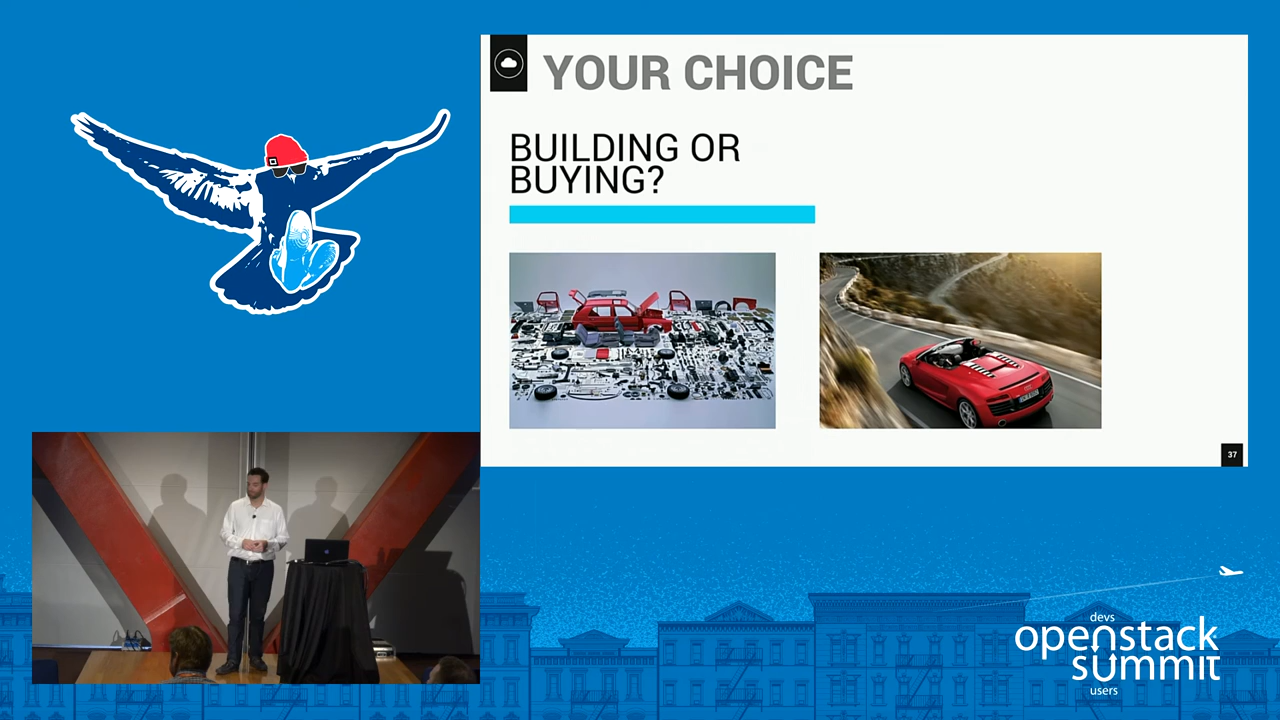 YOUR CHOICE
BUILDING OR
BUYING?
37
devs
openstack
summit
users